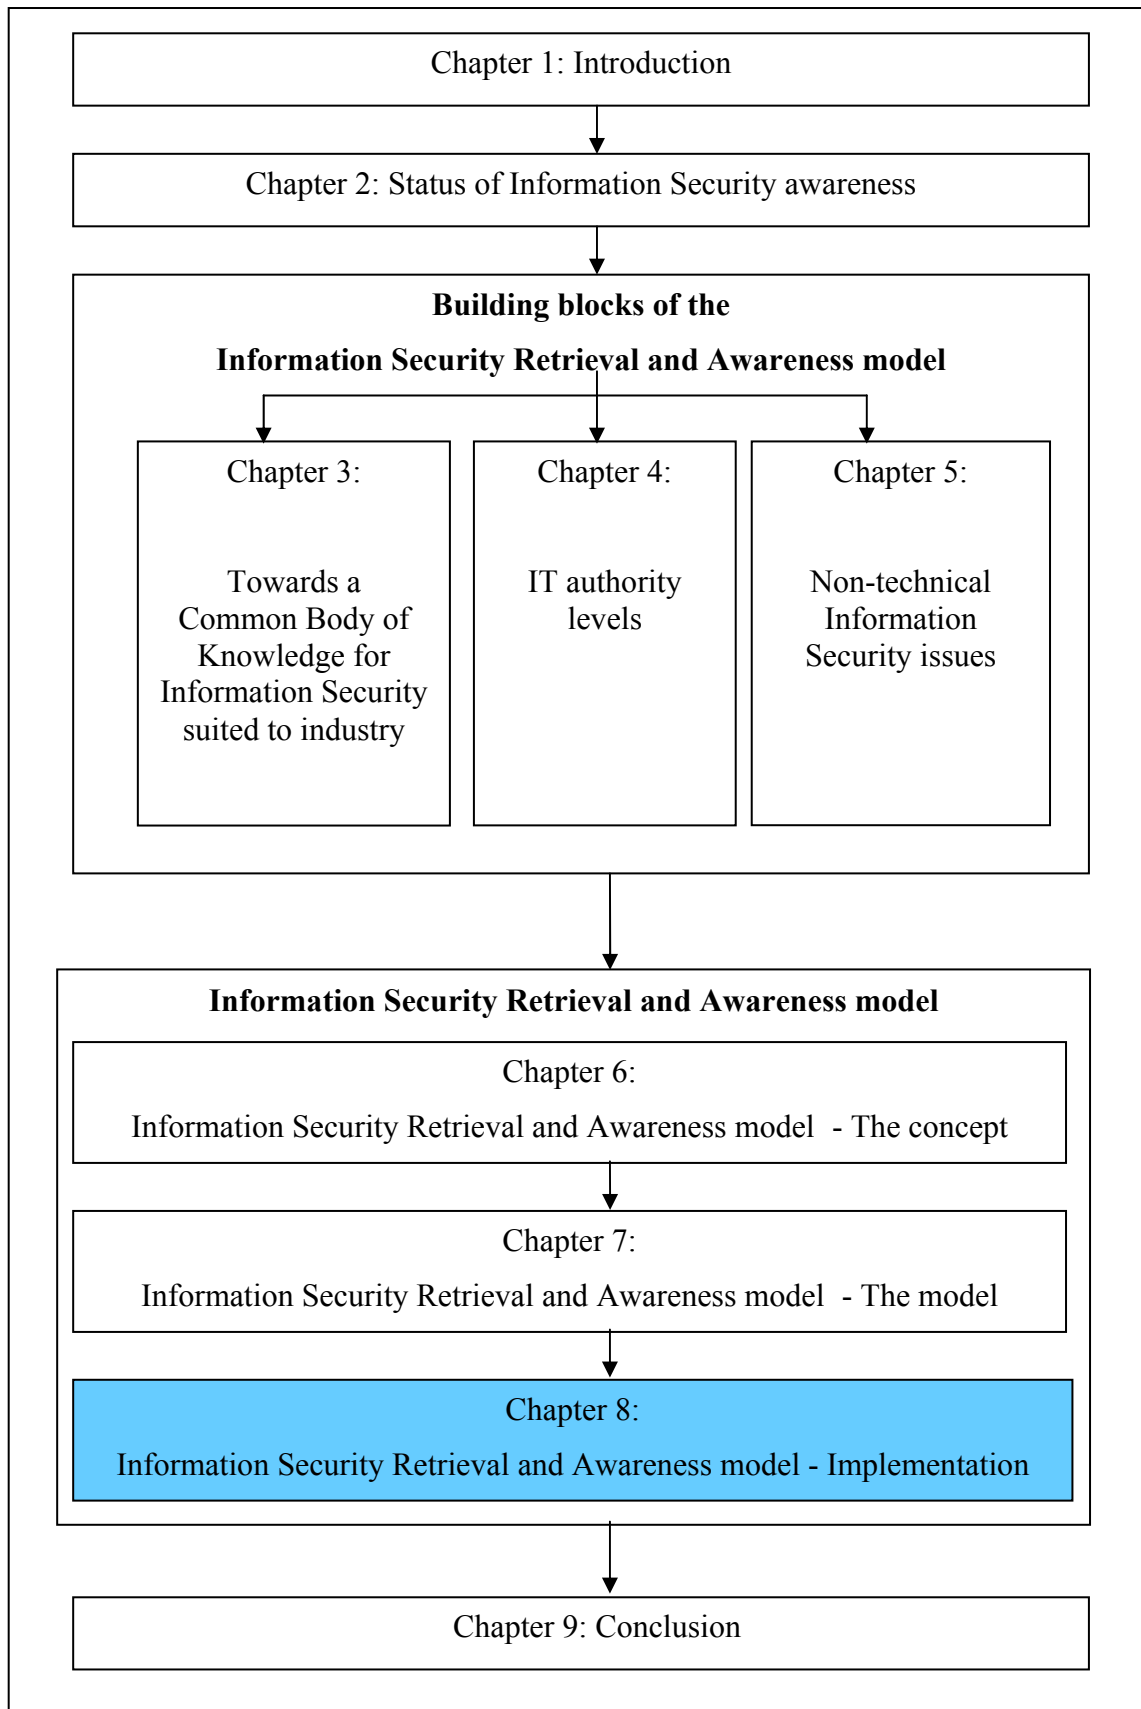 Chapter 1: Introduction
Chapter 2: Status of Information Security awareness
Building blocks of the
Information Security Retrieval and Awareness model
Chapter 3:
Towards a
Common Body of
Knowledge for
Information Security
suited to industry
Chapter 4:
IT authority
levels
Chapter 5:
Non-technical
Information
Security issues
Information Security Retrieval and Awareness model
Chapter 6:
Information Security Retrieval and Awareness model - The concept
Chapter 7:
Information Security Retrieval and Awareness model - The model
Chapter 8:
Information Security Retrieval and Awareness model - Implementation
Chapter 9: Conclusion